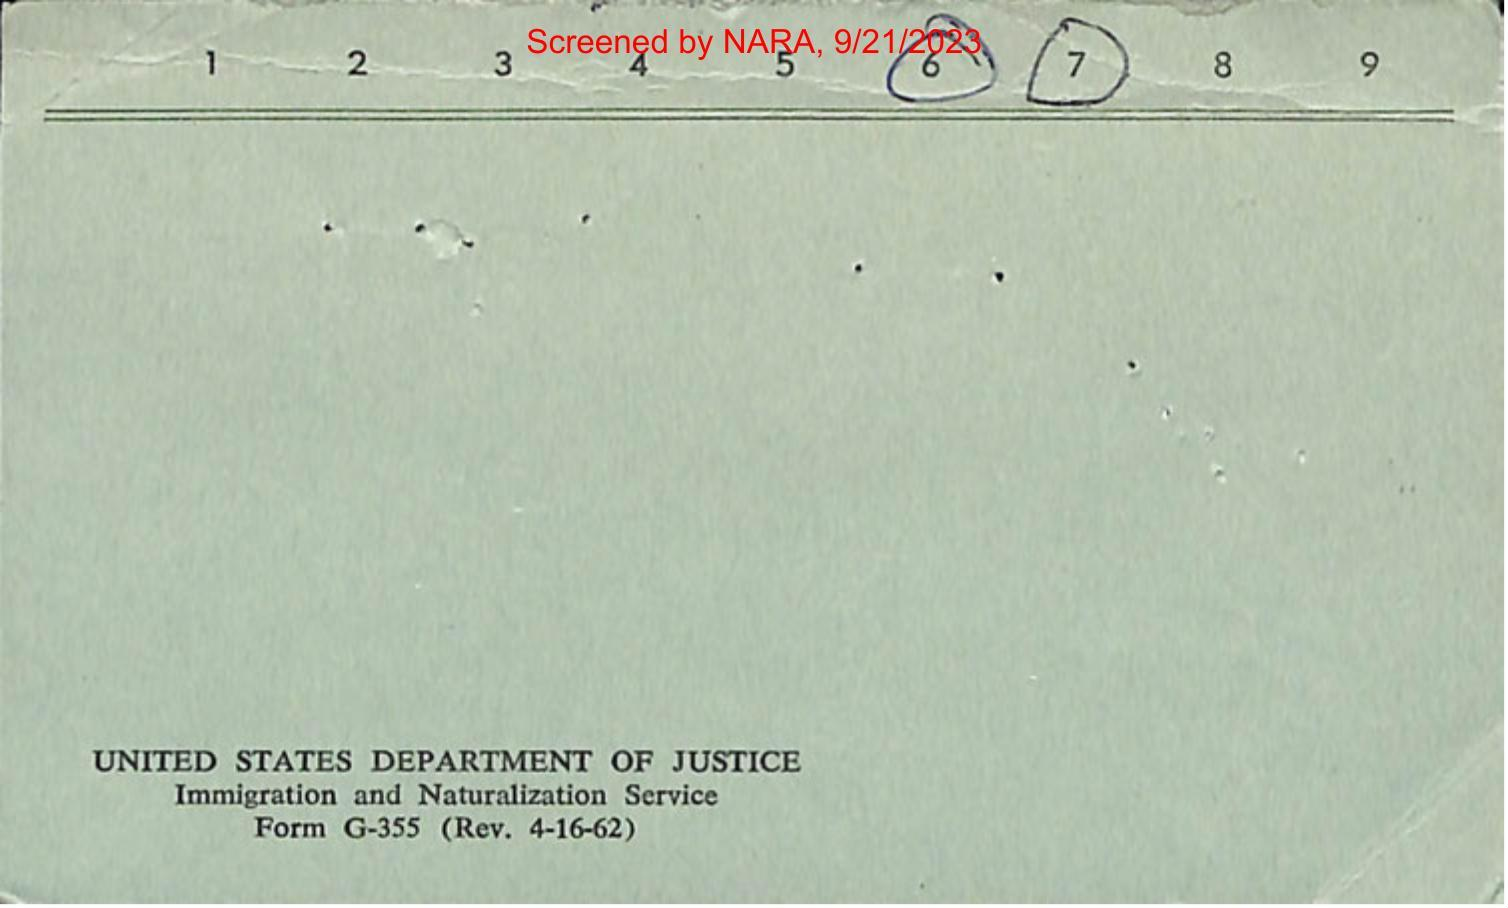 Screened by NARA, 9/21/2023
1 2 3 4 5 6 7 8 9
UNITED STATES DEPARTMENT OF JUSTICE
Immigration and Naturalization Service
Form G-355 (Rev. 4-16-62)